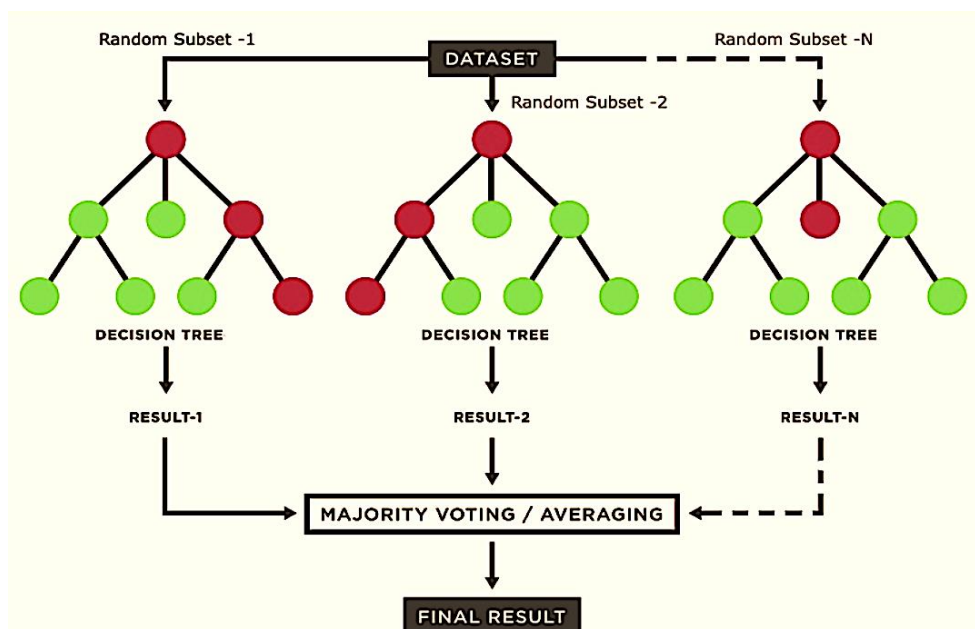 Random Subset -1
DATASET
Random Subset -N
Random Subset -2
DECISION TREE
DECISION TREE
DECISION TREE
RESULT-1
RESULT-2
RESULT-N
MAJORITY VOTING / AVERAGING
FINAL RESULT